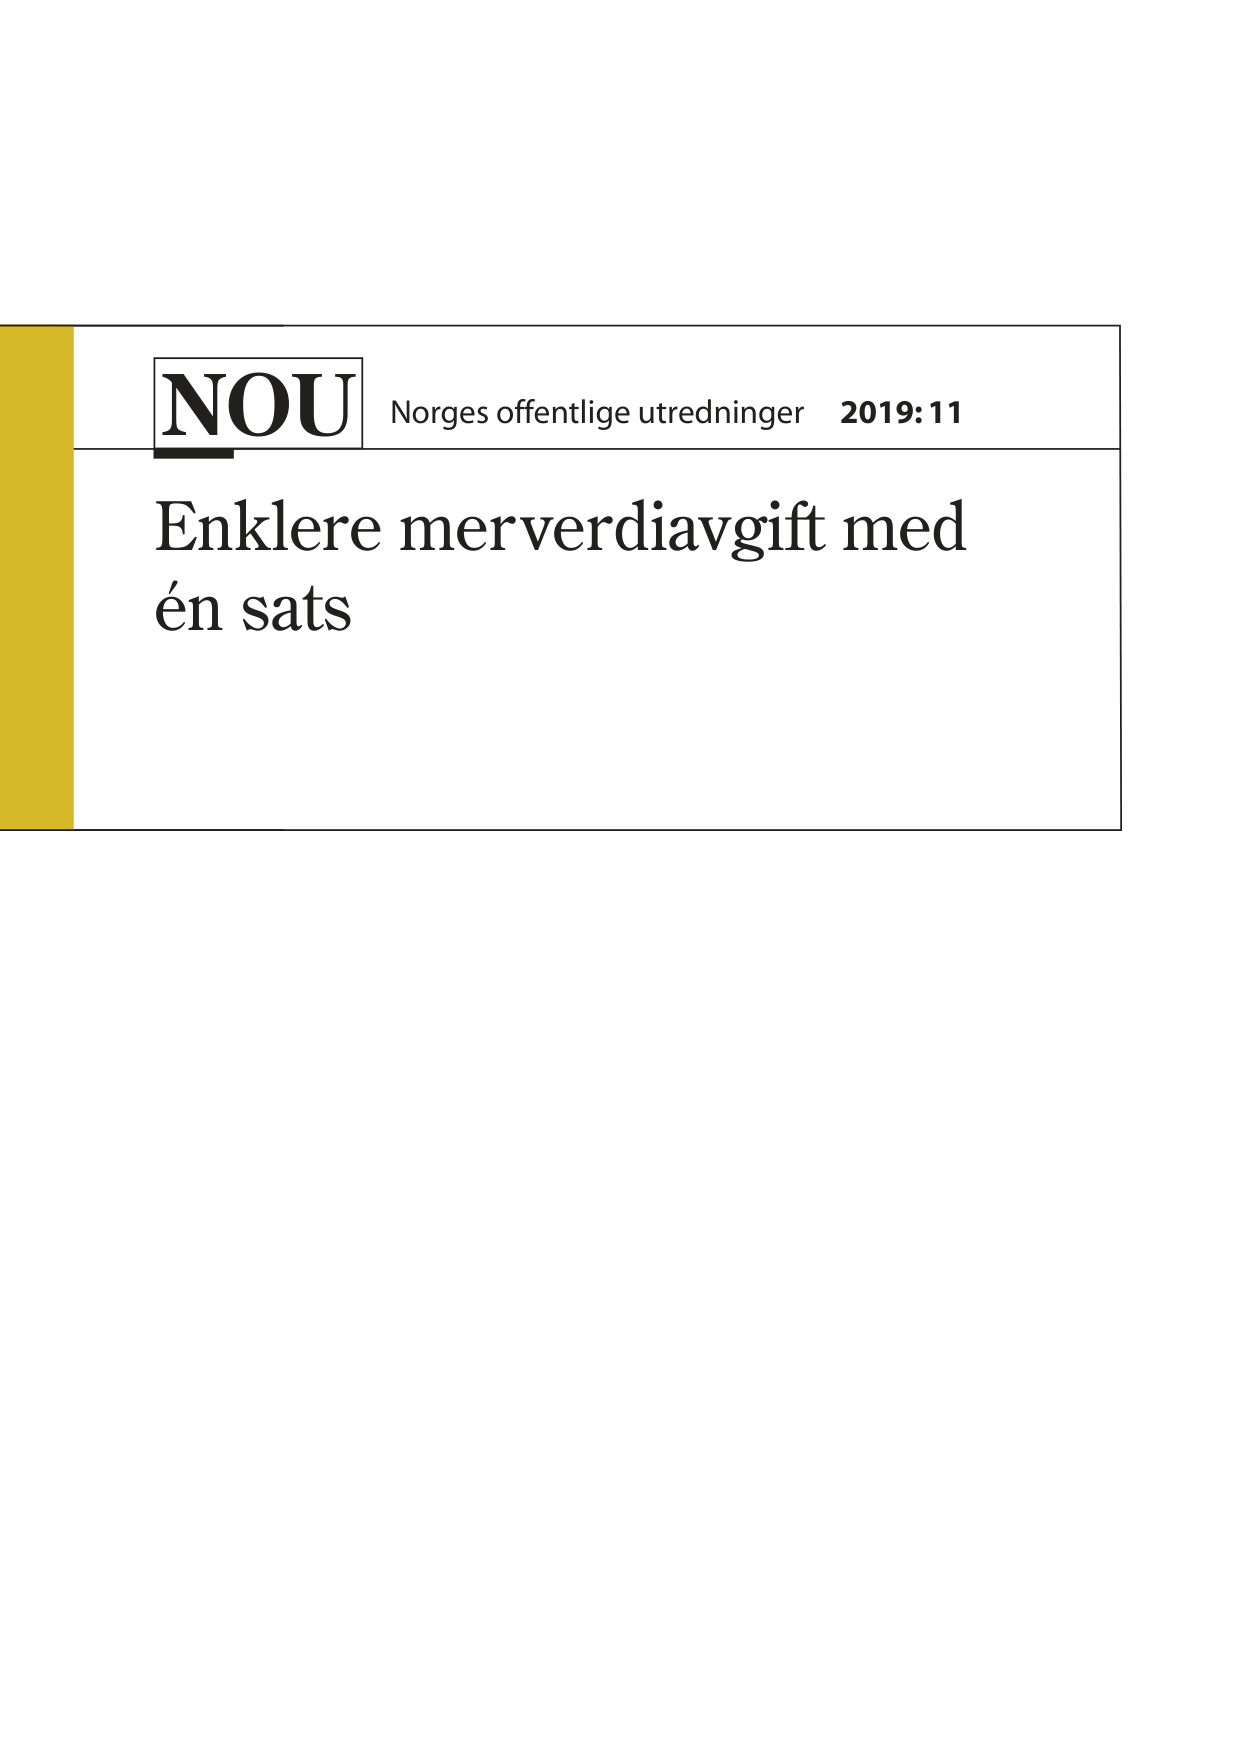 NOU Norges offentlige utredninger 2019: 11
Enklere merverdiavgift med
én sats